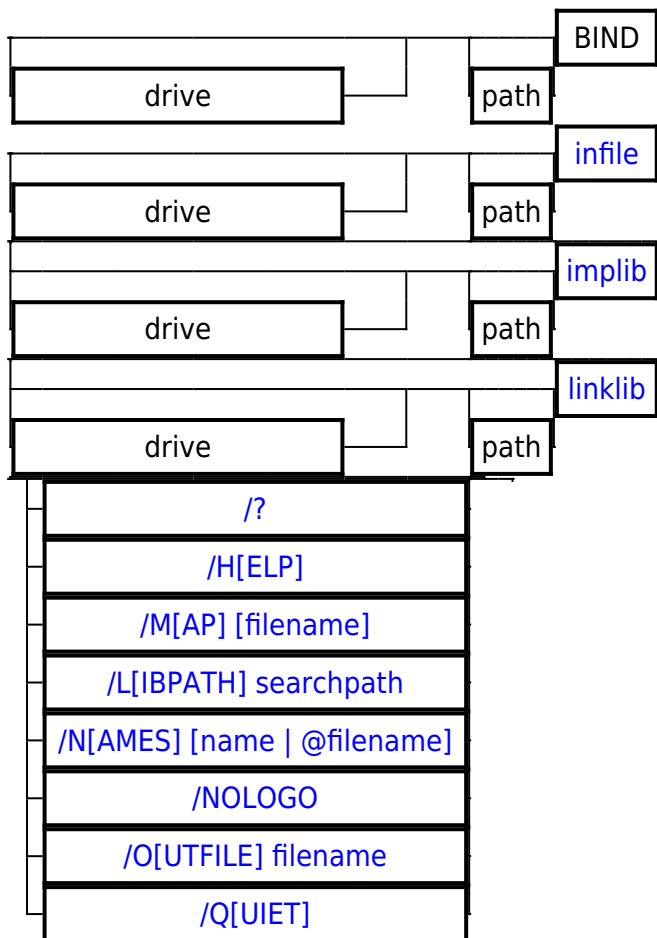 BIND
drive path
infile
drive path
implib
drive path
linklib
drive path
/?
/H[ELP]
/M[AP] [filename]
/L[IBPATH] searchpath
/N[AMES] [name | @filename]
/NOLOGO
/O[UTFILE] filename
/Q[UIET]